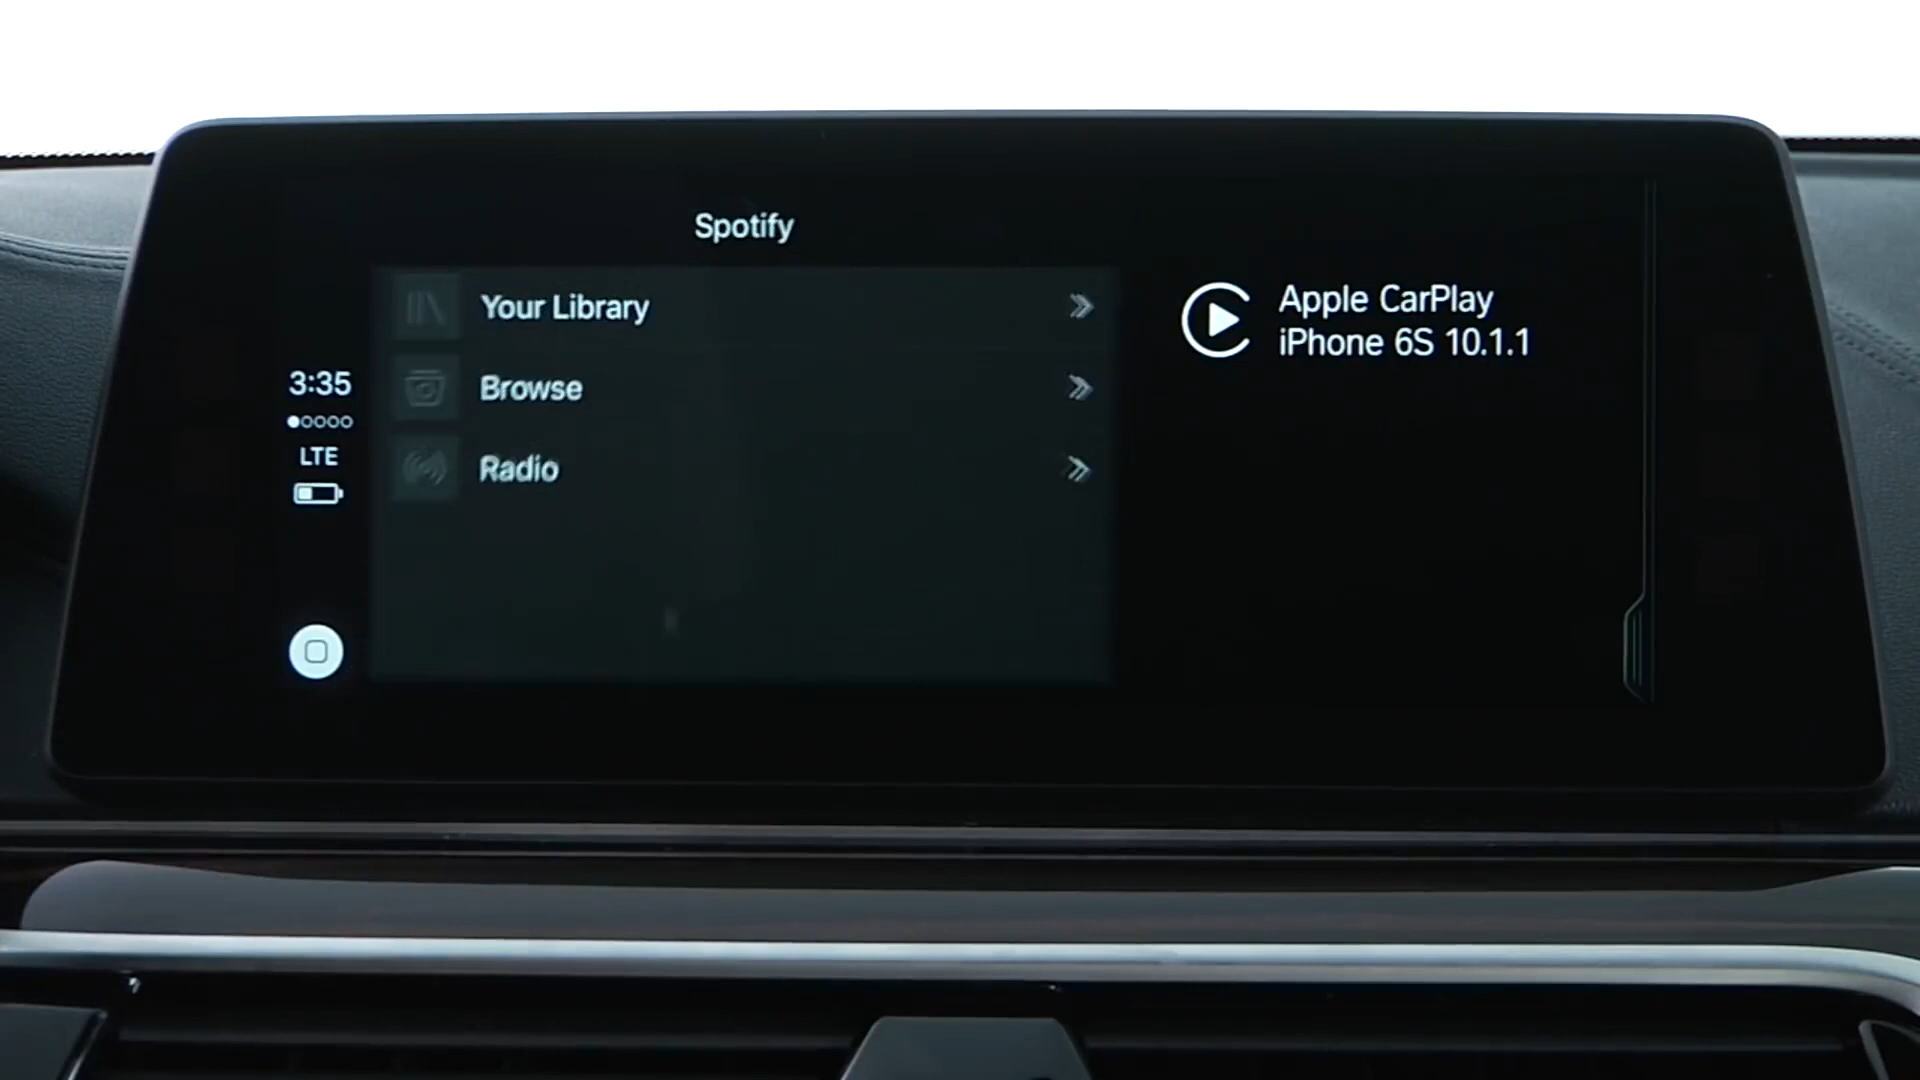 Spotify
Your Library
Browse
Radio
3:35
LTE
Apple CarPlay
iPhone 6S 10.1.1